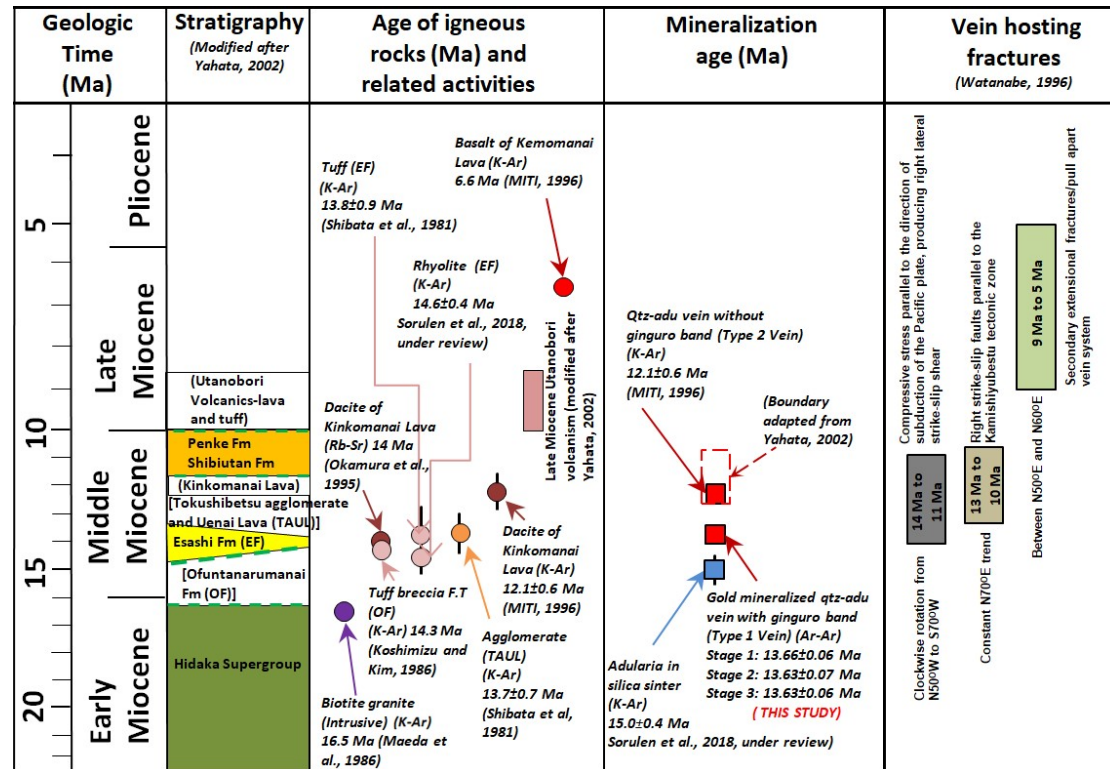 Geologic
Time
(Ma)
Stratigraphy
(Modified after
Yahata, 2002)
Age of igneous
rocks (Ma) and
related activities
Mineralization
age (Ma)
Vein hosting
fractures
(Watanabe, 1996)
5
10
15
20
Pliocene
Late
Miocene
Middle
Miocene
Early
Miocene
(Utanobori
Volcanics-lava
and tuff)
Penke Fm
Shibiutan Fm
(Kinkomanai Lava)
[Tokushibetsu agglomerate
and Uenai Lava (TAUL)]
Esashi Fm (EF)
[Ofuntanarumanai
Fm (OF)]
Hidaka Supergroup
Tuff (EF)
(K-Ar)
13.8±0.9 Ma
(Shibata et al., 1981)
Basalt of Kemomanai
Lava (K-Ar)
6.6 Ma (MITI, 1996)
Rhyolite (EF)
(K-Ar)
14.6±0.4 Ma
Sorulen et al., 2018,
under review)
Late Miocene Utanobori
volcanism (modified after
Yahata, 2002)
Dacite of
Kinkomanai Lava
(Rb-Sr) 14 Ma
(Okamura et al.,
1995)
Dacite of
Kinkomanai
Lava (K-Ar)
12.1±0.6 Ma
(MITI, 1996)
Tuff breccia F.T
(OF)
(K-Ar) 14.3 Ma
(Koshimizu and
Kim, 1986)
Agglomerate
(TAUL)
(K-Ar)
13.7±0.7 Ma
(Shibata et al,
1981)
Biotite granite
(Intrusive) (K-Ar)
16.5 Ma (Maeda
et al., 1986)
Qtz-adu vein without
ginguro band (Type 2 Vein)
(K-Ar)
12.1±0.6 Ma
(MITI, 1996)
(Boundary
adapted from
Yahata, 2002)
Gold mineralized qtz-adu
vein with ginguro band
(Type 1 Vein) (Ar-Ar)
Stage 1: 13.66±0.06 Ma
Stage 2: 13.63±0.07 Ma
Stage 3: 13.63±0.06 Ma
( THIS STUDY)
Adularia in
silica sinter
(K-Ar)
15.0±0.4 Ma
Sorulen et al., 2018, under review)
Compressive stress parallel to the direction of
subduction of the Pacific plate, producing right lateral
strike-slip shear
14 Ma to
11 Ma
Clockwise rotation from
N50⁰W to S70⁰W
Right strike-slip faults parallel to the
Kamishiyubestu tectonic zone
13 Ma to
10 Ma
Constant N70⁰E trend
9 Ma to 5 Ma
Between N50⁰E and N60⁰E
Secondary extensional fractures/pull apart
vein system